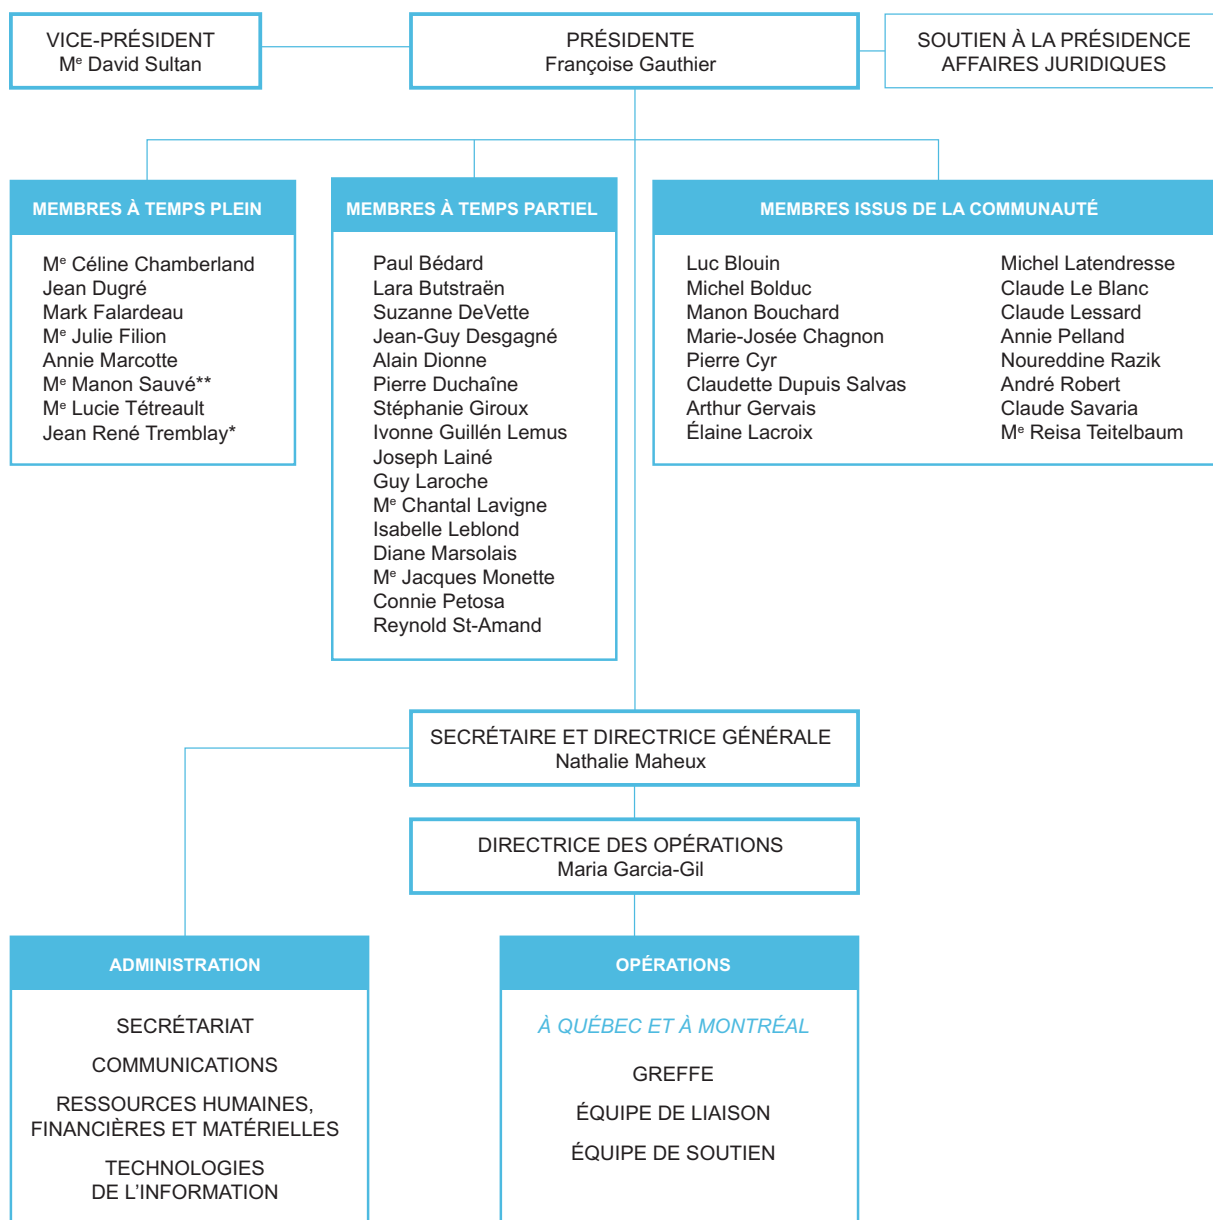 VICE-PRÉSIDENT
Me David Sultan
PRÉSIDENTE
Françoise Gauthier
SOUTIEN À LA PRÉSIDENCE
AFFAIRES JURIDIQUES
MEMBRES À TEMPS PLEIN
Me Céline Chamberland
Jean Dugré
Mark Falardeau
Me Julie Filion
Annie Marcotte
Me Manon Sauvé**
Me Lucie Tétreault
Jean René Tremblay*
MEMBRES À TEMPS PARTIEL
Paul Bédard
Lara Butstraën
Suzanne DeVette
Jean-Guy Desgagné
Alain Dionne
Pierre Duchaîne
Stéphanie Giroux
Ivonne Guillén Lemus
Joseph Lainé
Guy Laroche
Me Chantal Lavigne
Isabelle Leblond
Diane Marsolais
Me Jacques Monette
Connie Petosa
Reynold St-Amand
MEMBRES ISSUS DE LA COMMUNAUTÉ
Luc Blouin
Michel Bolduc
Manon Bouchard
Marie-Josée Chagnon
Pierre Cyr
Claudette Dupuis Salvas
Arthur Gervais
Élaine Lacroix
Michel Latendresse
Claude Le Blanc
Claude Lessard
Annie Pelland
Noureddine Razik
André Robert
Claude Savaria
Me Reisa Teitelbaum
SECRÉTAIRE ET DIRECTRICE GÉNÉRALE
Nathalie Maheux
DIRECTRICE DES OPÉRATIONS
Maria Garcia-Gil
ADMINISTRATION
SECRÉTARIAT
COMMUNICATIONS
RESSOURCES HUMAINES,
FINANCIÈRES ET MATÉRIELLES
TECHNOLOGIES
DE L’INFORMATION
OPÉRATIONS
À QUÉBEC ET À MONTRÉAL
GREFFE
ÉQUIPE DE LIAISON
ÉQUIPE DE SOUTIEN